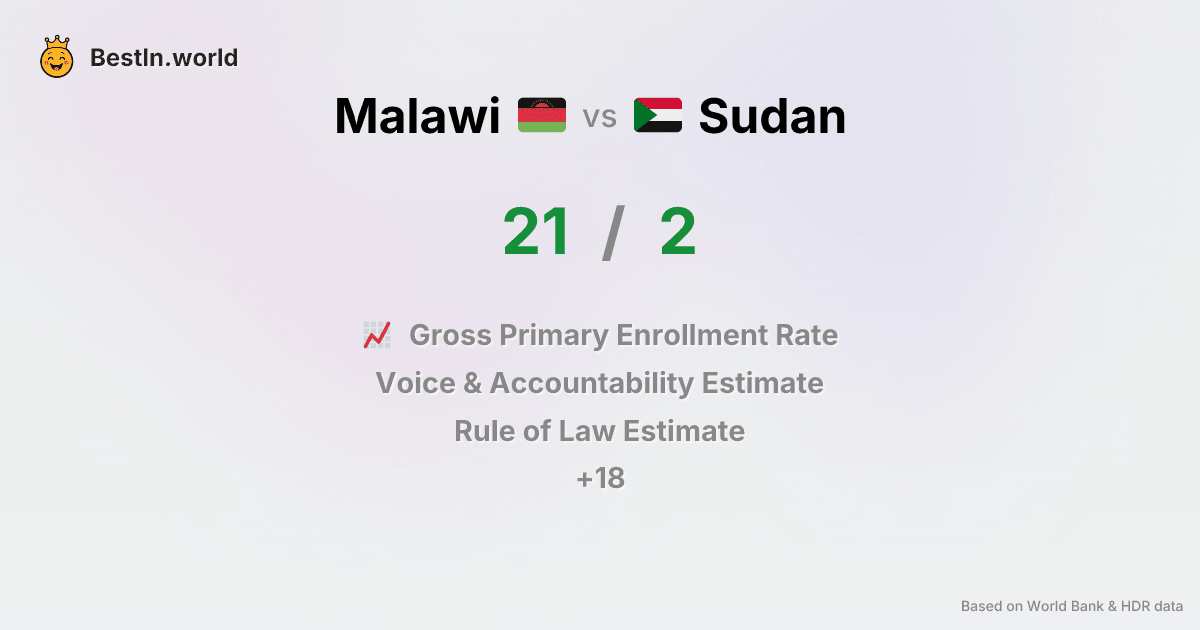 BestIn.world
Malawi vs Sudan
21 / 2
Gross Primary Enrollment Rate
Voice & Accountability Estimate
Rule of Law Estimate
+18
Based on World Bank & HDR data